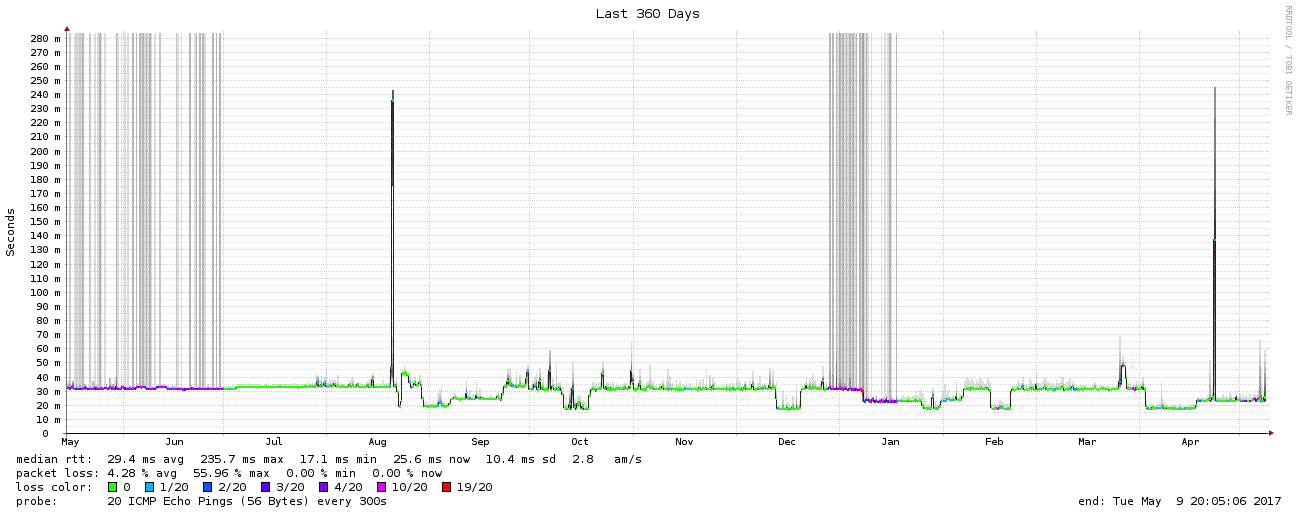 Last 360 Days
RRDTOOL / TOBI OETIKER
Seconds
280 m
270 m
260 m
250 m
240 m
230 m
220 m
210 m
200 m
190 m
180 m
170 m
160 m
150 m
140 m
130 m
120 m
110 m
100 m
90 m
80 m
70 m
60 m
50 m
40 m
30 m
20 m
10 m
0
May Jun Jul Aug Sep Oct Nov Dec Jan Feb Mar Apr
median rtt: 29.4 ms avg 235.7 ms max 17.1 ms min 25.6 ms now 10.4 ms sd 2.8 am/s
packet loss: 4.28 % avg 55.96 % max 0.00 % min 0.00 % now
loss color: 0 1/20 2/20 3/20 4/20 10/20 19/20
probe: 20 ICMP Echo Pings (56 Bytes) every 300s end: Tue May 9 20:05:06 2017